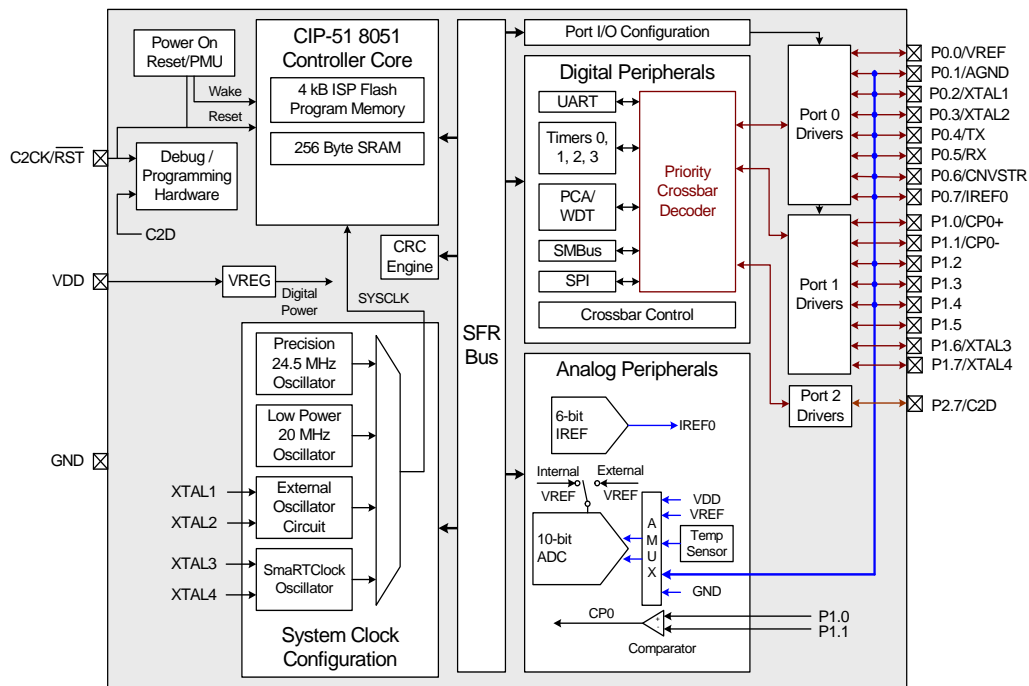 Power On
Reset/PMU
Wake
Reset
C2CK/RST
Debug /
Programming
Hardware
C2D
VDD
VREG
Digital
Power
GND
CIP-51 8051
Controller Core
4 kB ISP Flash
Program Memory
256 Byte SRAM
CRC
Engine
SYSCLK
Precision
24.5 MHz
Oscillator
Low Power
20 MHz
Oscillator
External
Oscillator
Circuit
SmaRTClock
Oscillator
XTAL1
XTAL2
XTAL3
XTAL4
System Clock
Configuration
SFR
Bus
Port I/O Configuration
Digital Peripherals
UART
Timers 0,
1, 2, 3
PCA/
WDT
SMBus
SPI
Priority
Crossbar
Decoder
Crossbar Control
Analog Peripherals
6-bit
IREF
IREF0
Internal
VREF
External
VREF
10-bit
ADC
AMUX
VDD
VREF
Temp
Sensor
GND
CP0
+
-
Comparator
P1.0
P1.1
Port 0
Drivers
Port 1
Drivers
Port 2
Drivers
P0.0/VREF
P0.1/AGND
P0.2/XTAL1
P0.3/XTAL2
P0.4/TX
P0.5/RX
P0.6/CNVSTR
P0.7/IREF0
P1.0/CP0+
P1.1/CP0-
P1.2
P1.3
P1.4
P1.5
P1.6/XTAL3
P1.7/XTAL4
P2.7/C2D